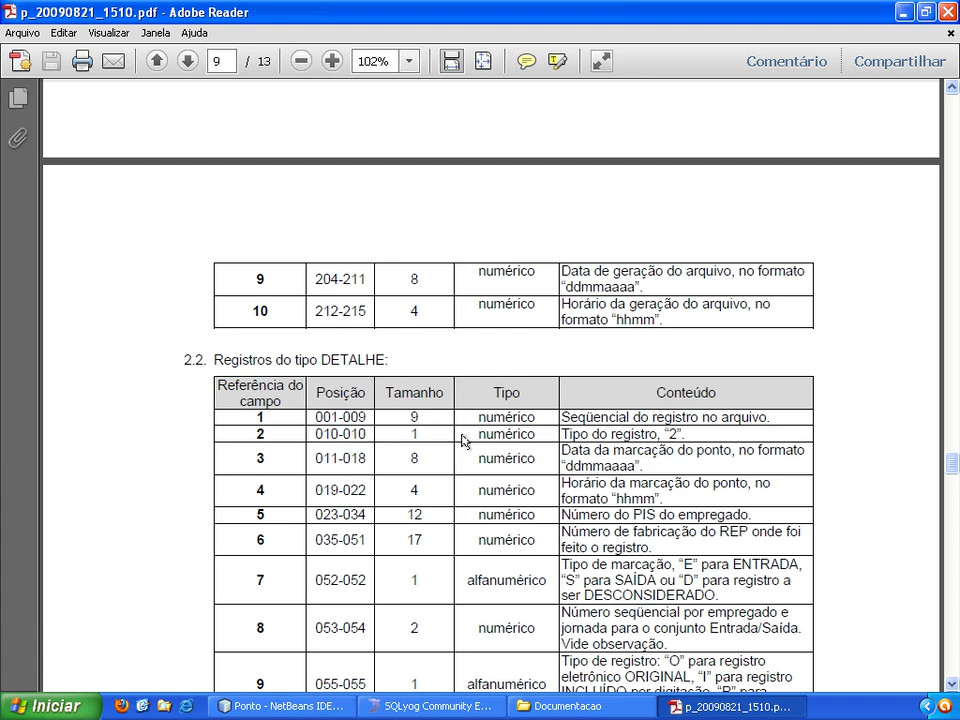 p_20090821_1510.pdf - Adobe Reader
Arquivo Editar Visualizar Janela Ajuda
9 / 13 102% Comentário Compartilhar
9 204-211 8 numérico Data de geração do arquivo, no formato
“ddmmaaaa”.
10 212-215 4 numérico Horário da geração do arquivo, no
formato “hhmm”.
2.2. Registros do tipo DETALHE:
Referência do
campo Posição Tamanho Tipo Conteúdo
1 001-009 9 numérico Seqüencial do registro no arquivo.
2 010-010 1 numérico Tipo do registro, “2”.
3 011-018 8 numérico Data da marcação do ponto, no formato
“ddmmaaaa”.
4 019-022 4 numérico Horário da marcação do ponto, no
formato “hhmm”.
5 023-034 12 numérico Número do PIS do empregado.
6 035-051 17 numérico Número de fabricação do REP onde foi
feito o registro.
7 052-052 1 alfanumérico Tipo de marcação, “E” para ENTRADA,
“S” para SAÍDA ou “D” para registro a
ser DESCONSIDERADO.
8 053-054 2 numérico Número seqüencial por empregado e
jornada para o conjunto Entrada/Saída.
Vide observação.
9 055-055 1 alfanumérico Tipo de registro: “O” para registro
eletrônico ORIGINAL, “I” para registro
INCLUÍDO por digitação, “P” para
Iniciar Ponto - NetBeans IDE... SQLyog Community E... Documentacao p_20090821_1510.p...